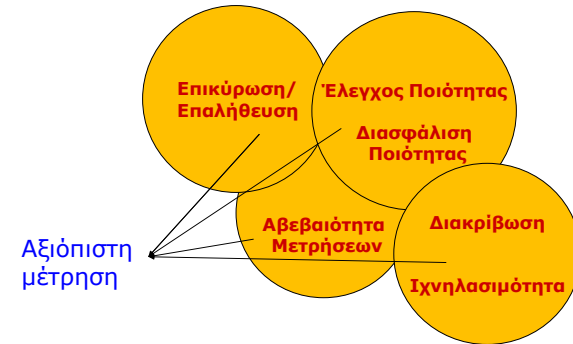 Επικύρωση/
Επαλήθευση
Έλεγχος Ποιότητας
Διασφάλιση
Ποιότητας
Αβεβαιότητα
Μετρήσεων
Διακρίβωση
Ιχνηλασιμότητα
Αξιόπιστη
μέτρηση